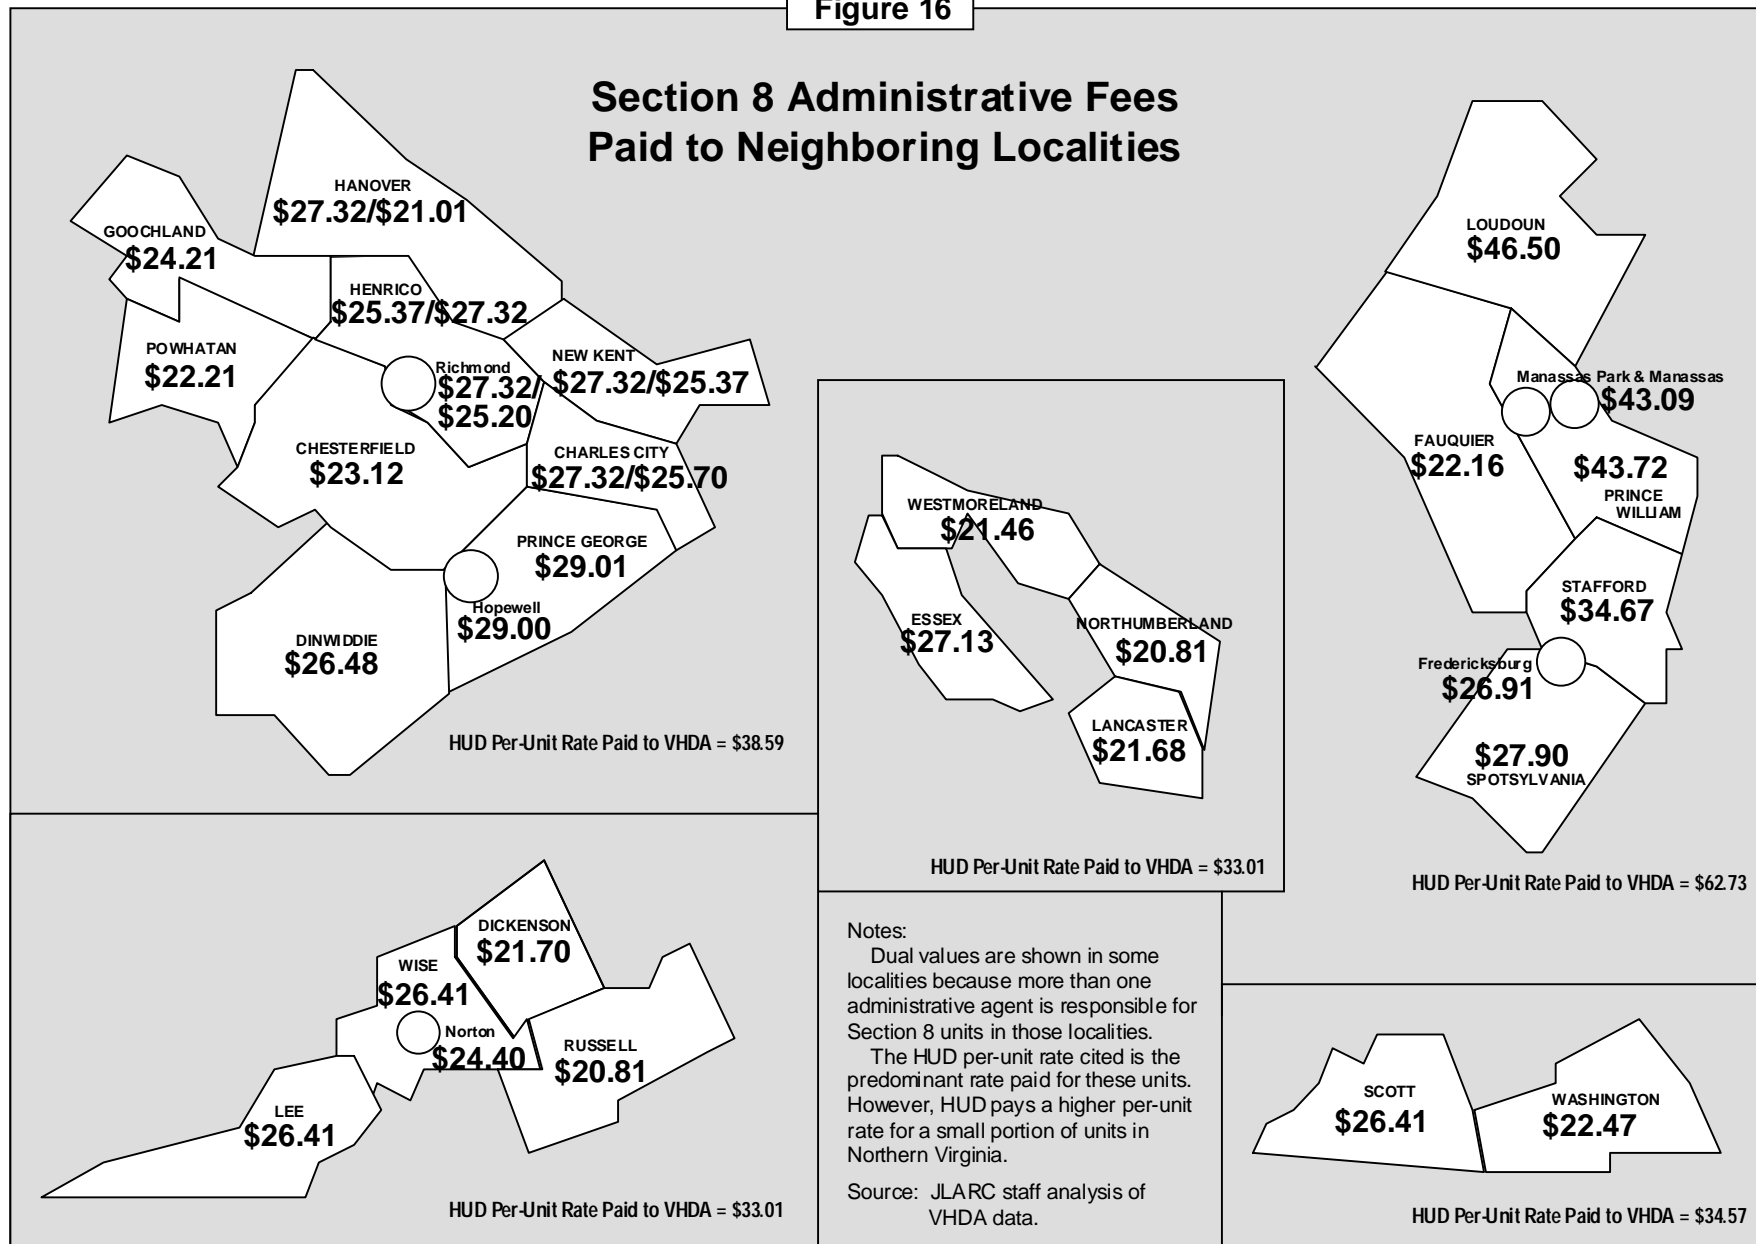 Figure 16
Section 8 Administrative Fees
Paid to Neighboring Localities
HANOVER
$27.32/$21.01
GOOCHLAND
$24.21
HENRICO
$25.37/$27.32
POWHATAN
$22.21
Richmond
$27.32/
$25.20
NEW KENT
$27.32/$25.37
CHESTERFIELD
$23.12
CHARLES CITY
$27.32/$25.70
PRINCE GEORGE
$29.01
Hopewell
$29.00
DINWIDDIE
$26.48
HUD Per-Unit Rate Paid to VHDA = $38.59
WESTMORELAND
$21.46
ESSEX
$27.13
NORTHUMBERLAND
$20.81
LANCASTER
$21.68
HUD Per-Unit Rate Paid to VHDA = $33.01
LOUDOUN
$46.50
Manassas Park & Manassas
$43.09
FAUQUIER
$22.16
$43.72
PRINCE
WILLIAM
STAFFORD
$34.67
Fredericksburg
$26.91
$27.90
SPOTSYLVANIA
HUD Per-Unit Rate Paid to VHDA = $62.73
DICKENSON
$21.70
WISE
$26.41
Norton
$24.40
RUSSELL
$20.81
LEE
$26.41
HUD Per-Unit Rate Paid to VHDA = $33.01
Notes:
Dual values are shown in some
localities because more than one
administrative agent is responsible for
Section 8 units in those localities.
The HUD per-unit rate cited is the
predominant rate paid for these units.
However, HUD pays a higher per-unit
rate for a small portion of units in
Northern Virginia.
Source: JLARC staff analysis of
VHDA data.
SCOTT
$26.41
WASHINGTON
$22.47
HUD Per-Unit Rate Paid to VHDA = $34.57